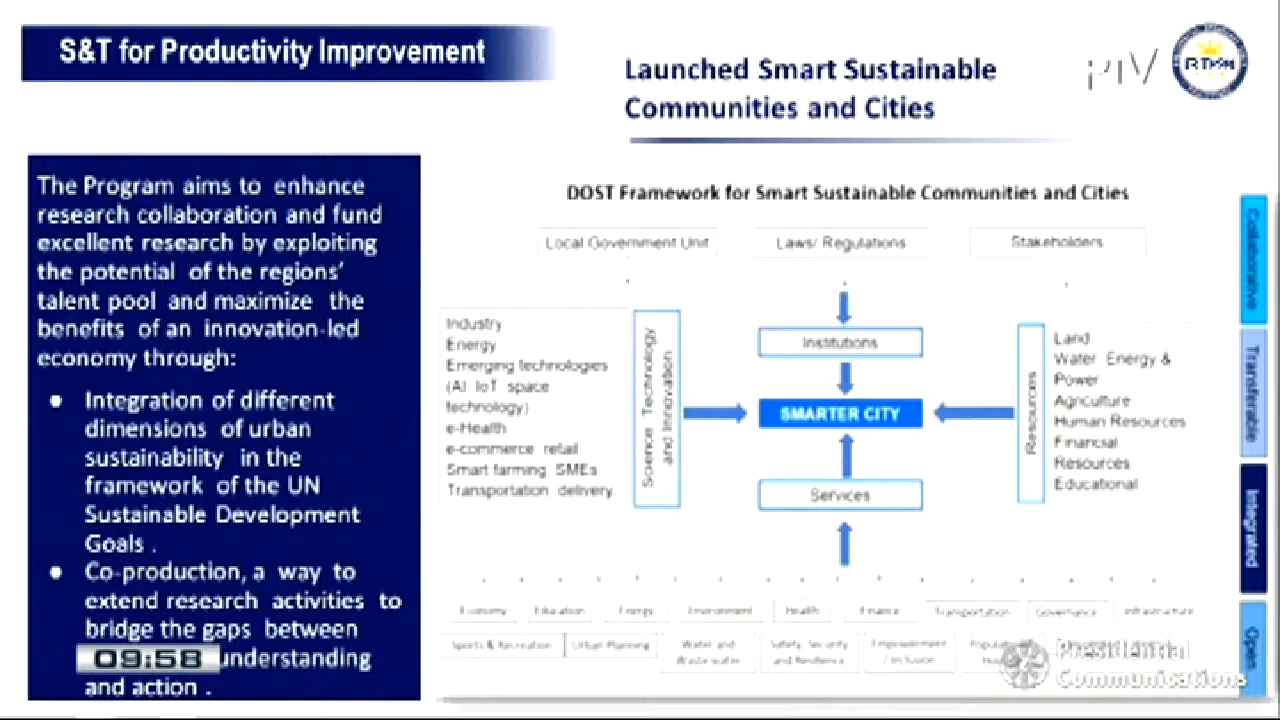 S&T for Productivity Improvement
Launched Smart Sustainable
Communities and Cities
PTV
RTVM
The Program aims to enhance
research collaboration and fund
excellent research by exploiting
the potential of the regions'
talent pool and maximize the
benefits of an innovation-led
economy through:
● Integration of different
dimensions of urban
sustainability in the
framework of the UN
Sustainable Development
Goals .
● Co-production, a way to
extend research activities to
bridge the gaps between
09:58 understanding
and action .
DOST Framework for Smart Sustainable Communities and Cities
Local Government Unit
Laws/ Regulations
Stakeholders
Industry
Energy
Emerging technologies
(AI IoT space
technology)
e-Health
e-commerce retail
Smart farming SMEs
Transportation delivery
Science Technology
and Innovation
Institutions
SMARTER CITY
Services
Resources
Land
Water Energy &
Power
Agriculture
Human Resources
Financial
Resources
Educational
Economy
Education
Energy
Environment
Health
Finance
Transportation
Governance
Infrastructure
Sports & Recreation
Urban Planning
Water and
Waste water
Safety, Security
and Resilience
Empowerment
/ Inclusion
Presidential
Communications
Collaborative
Transferable
Integrated
Open